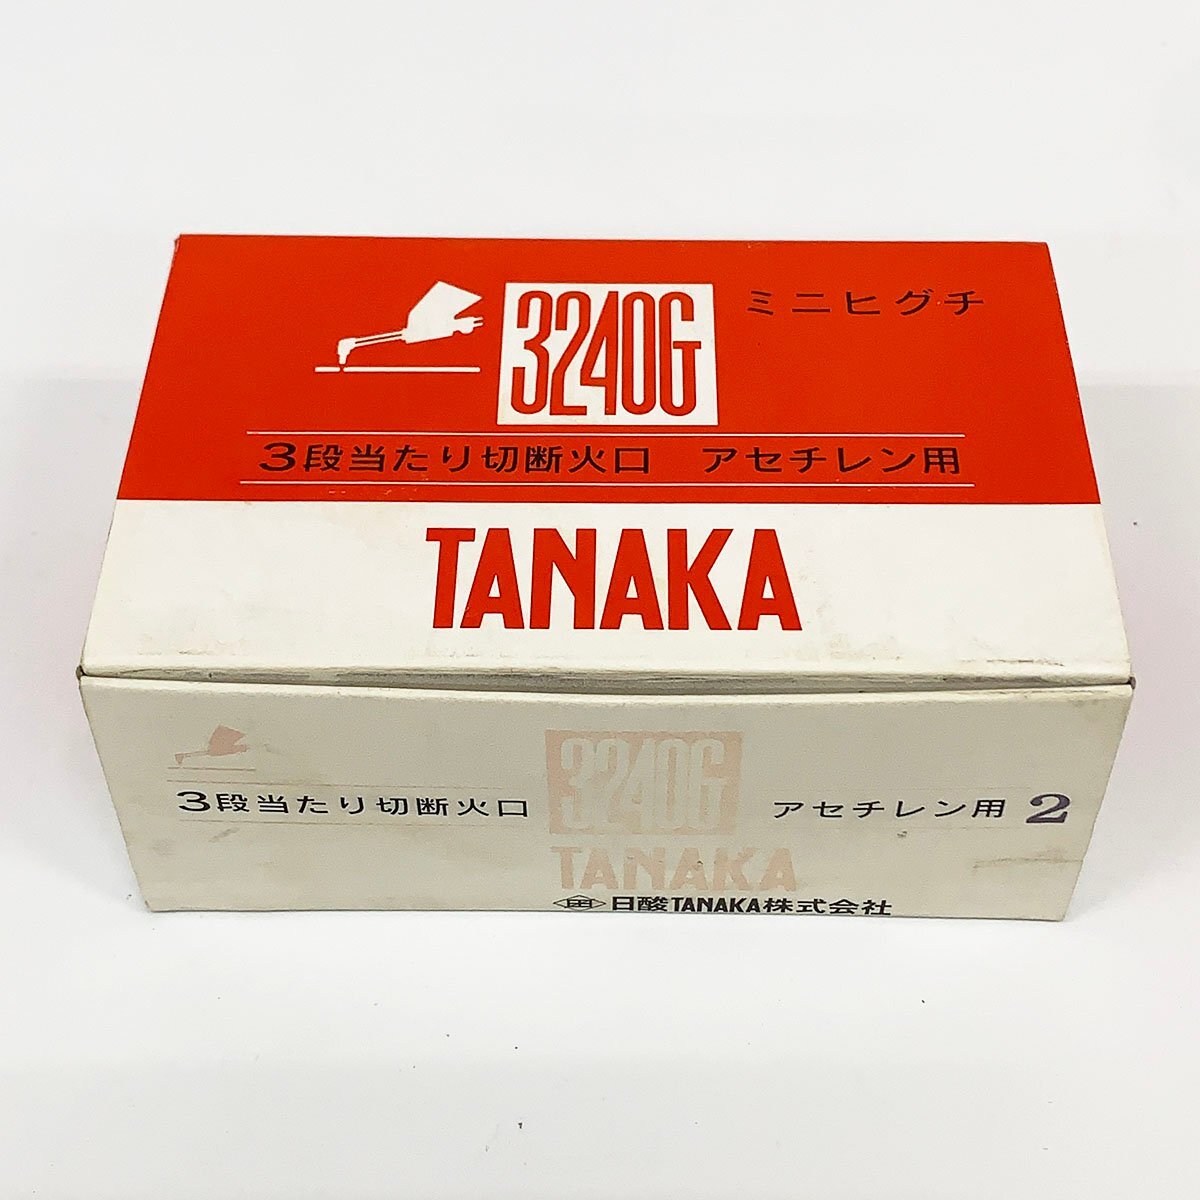 3240G ミニヒグチ
3段当たり切断火口 アセチレン用
TANAKA
3240G
3段当たり切断火口 アセチレン用 2
TANAKA
日酸TANAKA株式会社